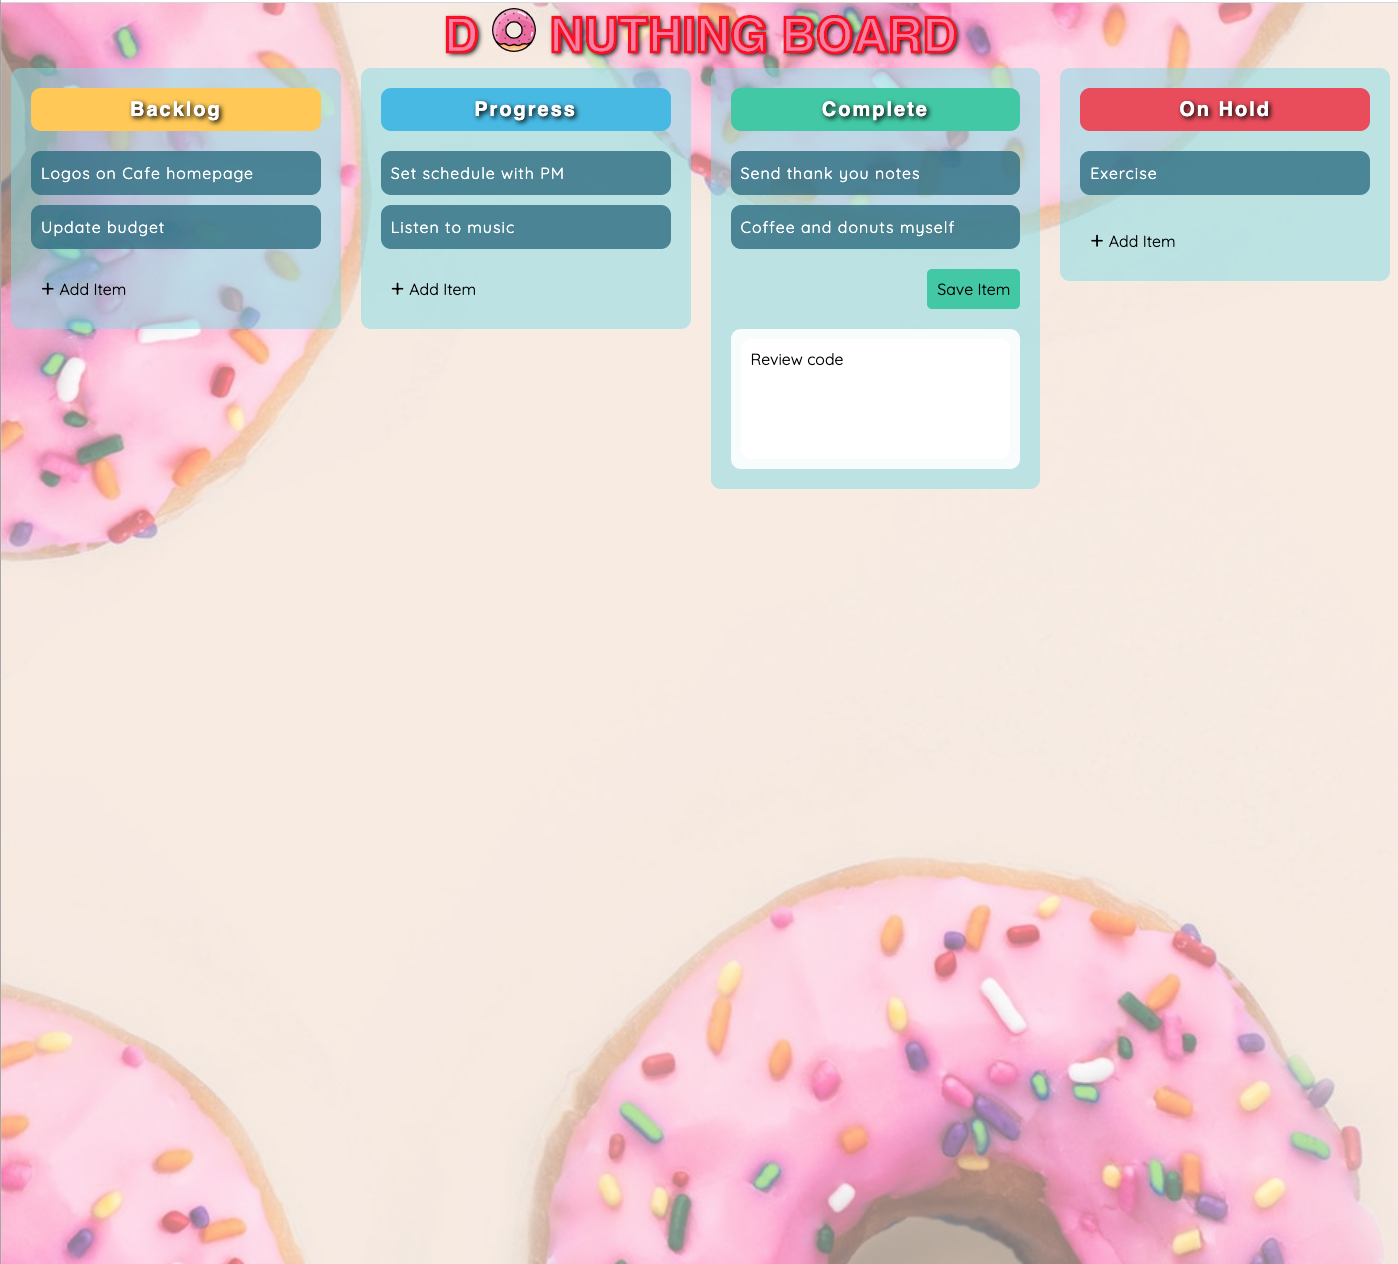 D NUTHING BOARD
Backlog
Logos on Cafe homepage
Update budget
+ Add Item
Progress
Set schedule with PM
Listen to music
+ Add Item
Complete
Send thank you notes
Coffee and donuts myself
Save Item
Review code
On Hold
Exercise
+ Add Item